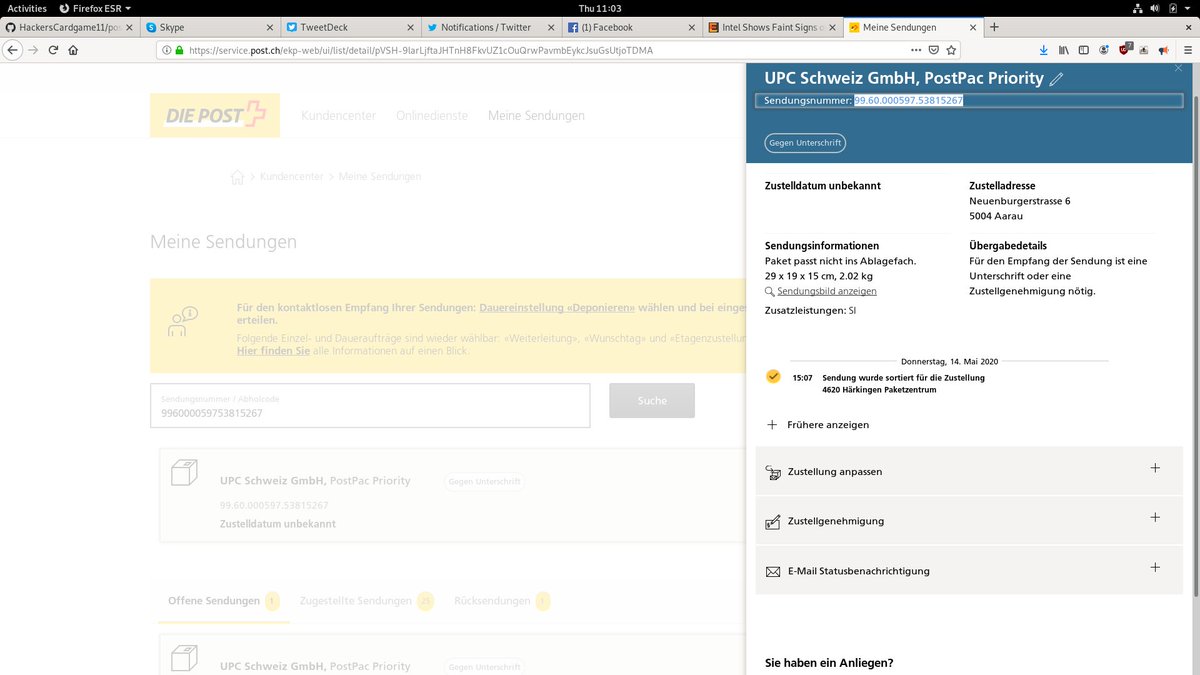 Activities Firefox ESR Thu 11:03
HackersCardgame11/pos Skype TweetDeck Notifications / Twitter (1) Facebook Intel Shows Faint Signs o Meine Sendungen
https://service.post.ch/ekp-web/ui/list/detail/pVSH-9IarLjftaJHTnH8FkvUZ1cOuQrwPavmbEykcJsuGsUtjoTDMA
DIE POST
Kundencenter Onlinedienste Meine Sendungen
Kundencenter > Meine Sendungen
Meine Sendungen
Für den kontaktlosen Empfang Ihrer Sendungen: Dauereinstellung «Deponieren» wählen und bei einges
erteilen.
Folgende Einzel- und Daueraufträge sind wieder wählbar: «Weiterleitung», «Wunschtag» und «Etagenzustellun
Hier finden Sie alle Informationen auf einen Blick.
Sendungsnummer / Abholcode
996000059753815267
Suche
UPC Schweiz GmbH, PostPac Priority Gegen Unterschrift
99.60.000597.53815267
Zustelldatum unbekannt
Offene Sendungen 1 Zugestellte Sendungen 25 Rücksendungen 1
UPC Schweiz GmbH, PostPac Priority Gegen Unterschrift
UPC Schweiz GmbH, PostPac Priority
Sendungsnummer: 99.60.000597.53815267
Gegen Unterschrift
Zustelldatum unbekannt
Zustelladresse
Neuenburgerstrasse 6
5004 Aarau
Sendungsinformationen
Paket passt nicht ins Ablagefach.
29 x 19 x 15 cm, 2.02 kg
Sendungsbild anzeigen
Zusatzleistungen: SI
Übergabedetails
Für den Empfang der Sendung ist eine
Unterschrift oder eine
Zustellgenehmigung nötig.
Donnerstag, 14. Mai 2020
15:07 Sendung wurde sortiert für die Zustellung
4620 Härkingen Paketzentrum
Frühere anzeigen
Zustellung anpassen
Zustellgenehmigung
E-Mail Statusbenachrichtigung
Sie haben ein Anliegen?